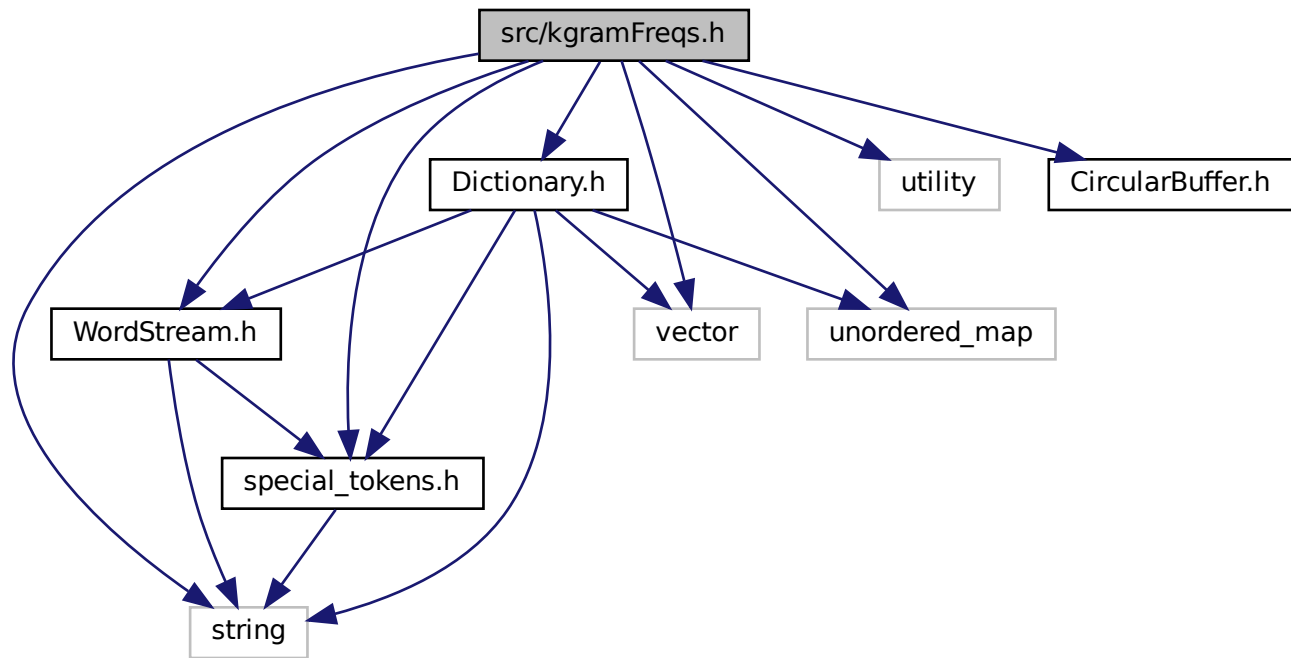 src/kgramFreqs.h
Dictionary.h
utility
CircularBuffer.h
WordStream.h
vector
unordered_map
special_tokens.h
string